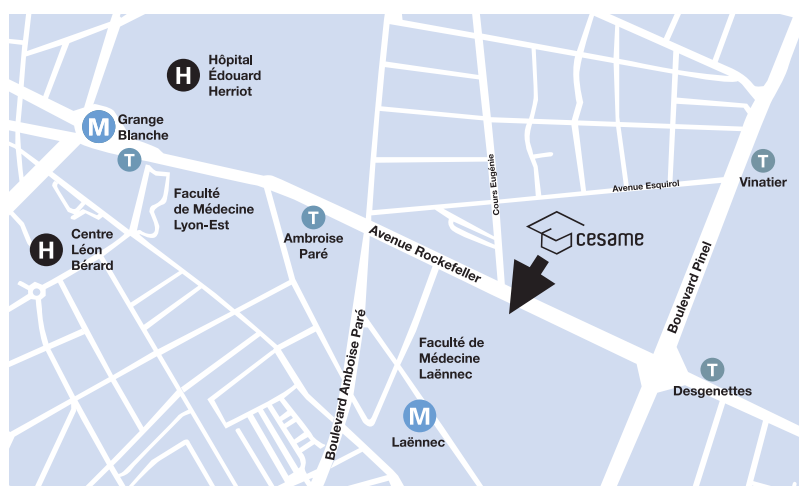 H
Hôpital
Édouard
Herriot
M
Grange
Blanche
T
T
Vinatier
Cours Eugénie
Avenue Esquirol
Faculté
de Médecine
Lyon-Est
T
Ambroise
Paré
Avenue Rockefeller
cesame
H
Centre
Léon
Bérard
Boulevard Pinel
Boulevard Amboise Paré
Faculté de
Médecine
Laënnec
T
Desgenettes
M
Laënnec